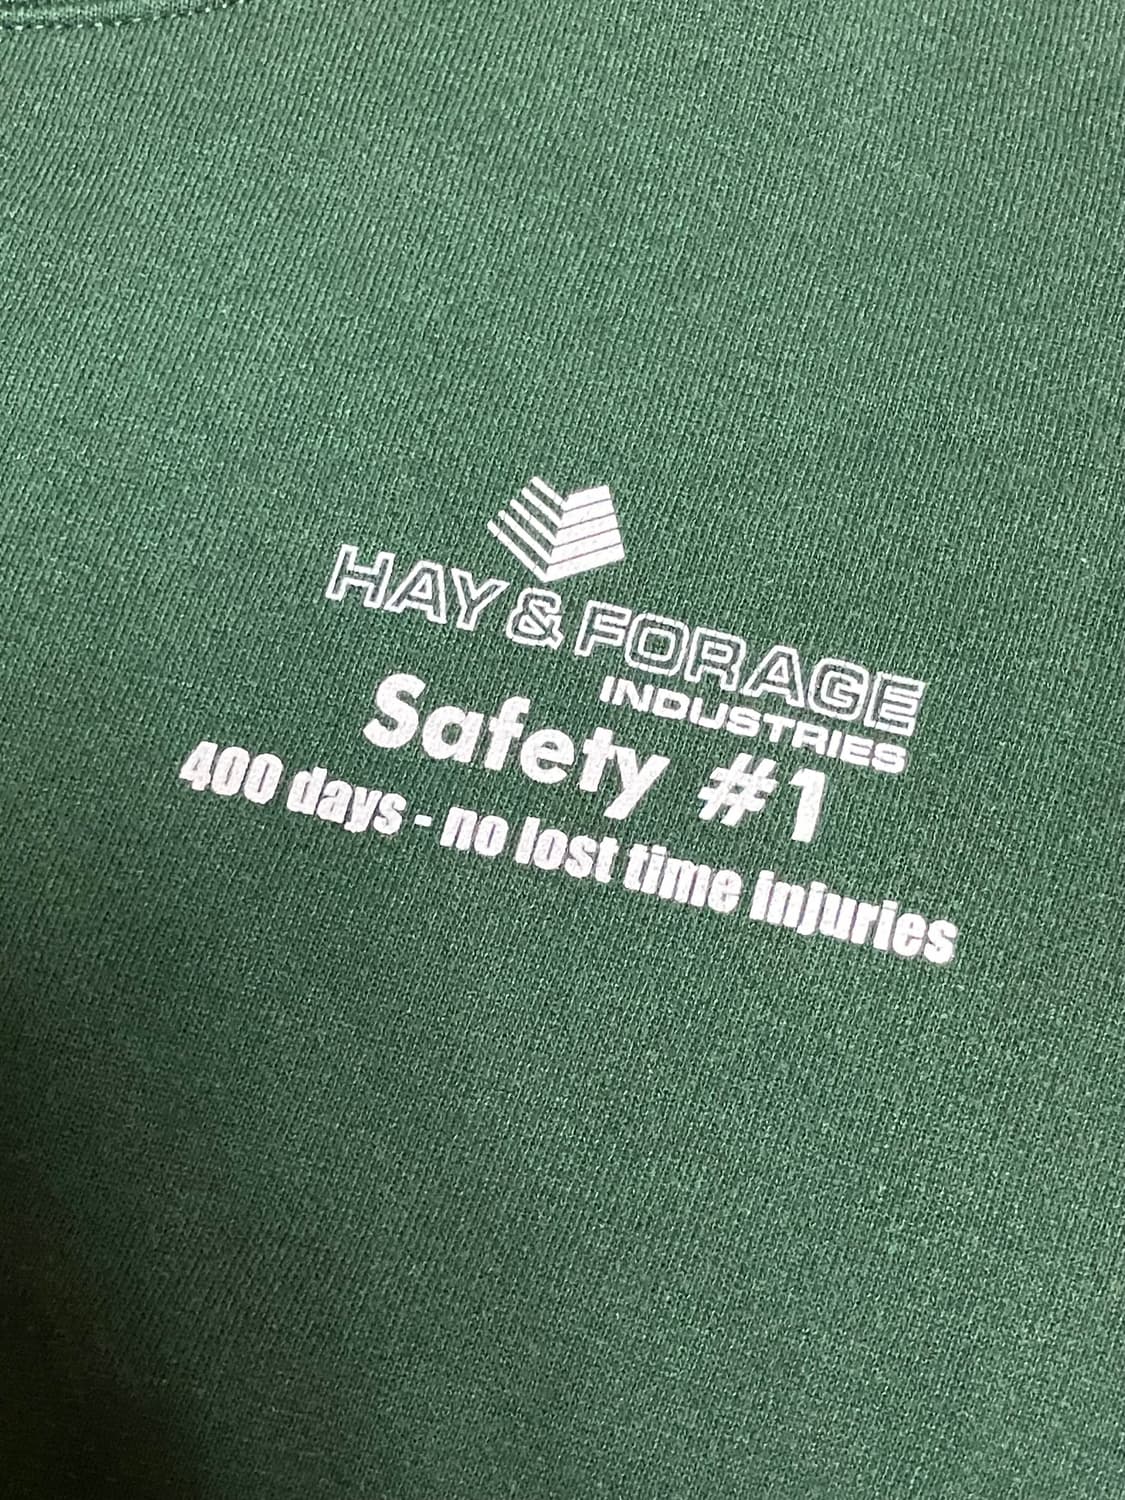 HAY & FORAGE
INDUSTRIES
Safety #1
400 days - no lost time injuries